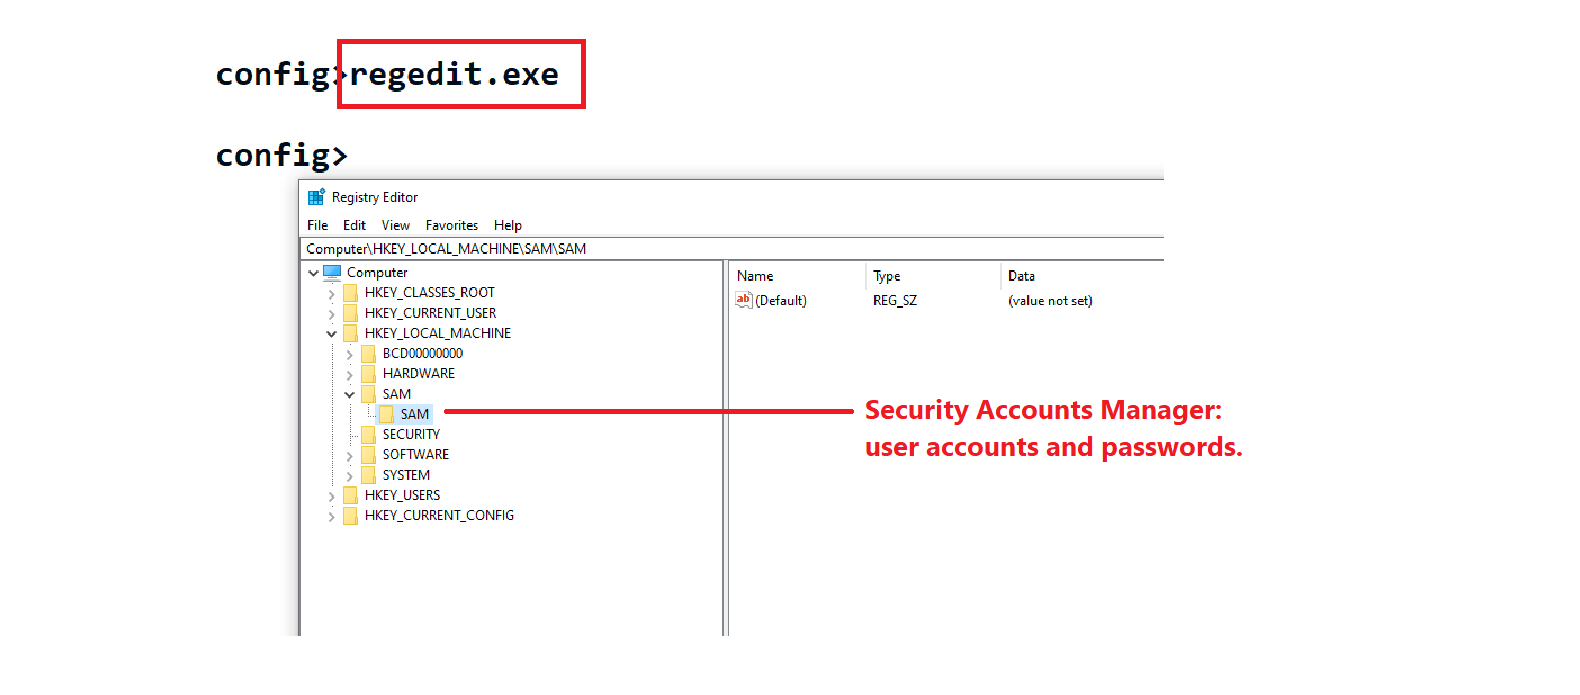 config>regedit.exe
config>
Registry Editor
File Edit View Favorites Help
Computer\HKEY_LOCAL_MACHINE\SAM\SAM
Computer
HKEY_CLASSES_ROOT
HKEY_CURRENT_USER
HKEY_LOCAL_MACHINE
BCD00000000
HARDWARE
SAM
SAM
SECURITY
SOFTWARE
SYSTEM
HKEY_USERS
HKEY_CURRENT_CONFIG
Name Type Data
ab (Default) REG_SZ (value not set)
Security Accounts Manager:
user accounts and passwords.